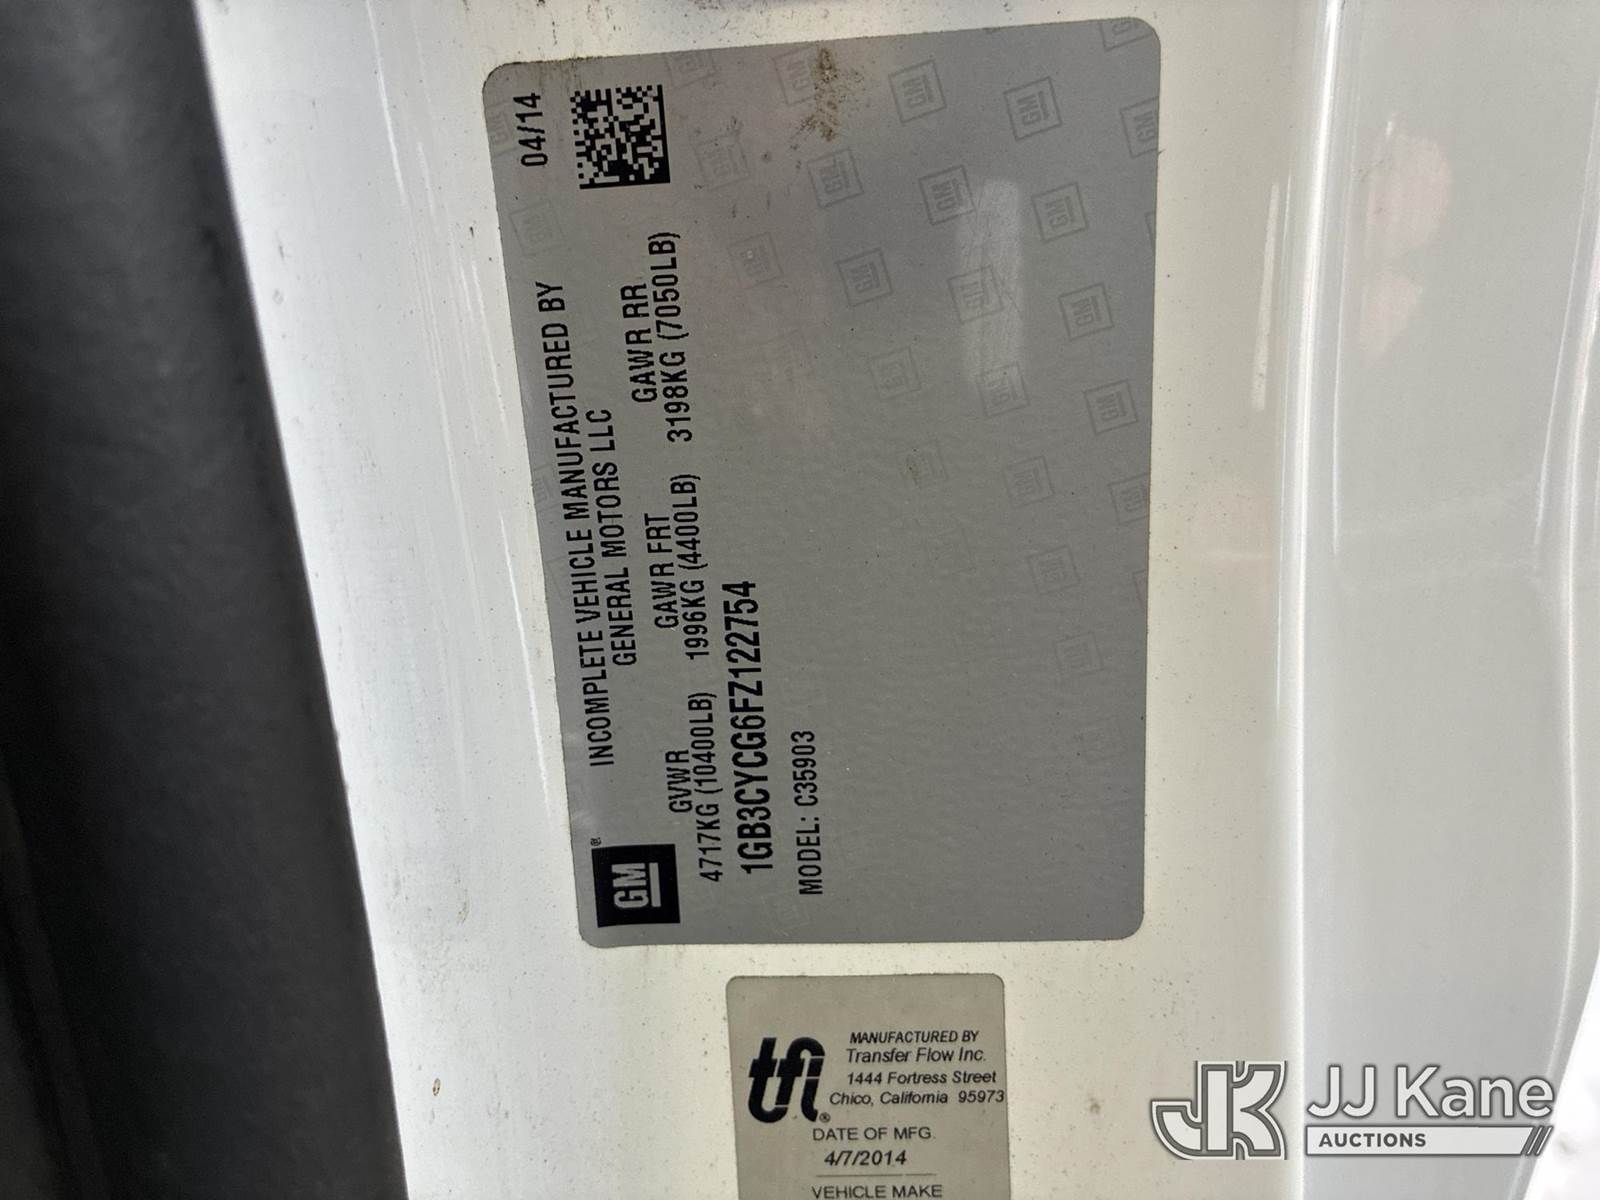 INCOMPLETE VEHICLE MANUFACTURED BY 04/14
GENERAL MOTORS LLC
GM®
GVWR GAWR FRT GAWR RR
4717KG (10400LB) 1996KG (4400LB) 3198KG (7050LB)
1GB3CYCG6FZ122754
MODEL: C35903
tfi®
MANUFACTURED BY
Transfer Flow Inc.
1444 Fortress Street
Chico, California 95973
DATE OF MFG.
4/7/2014
VEHICLE MAKE
JK JJ Kane
AUCTIONS